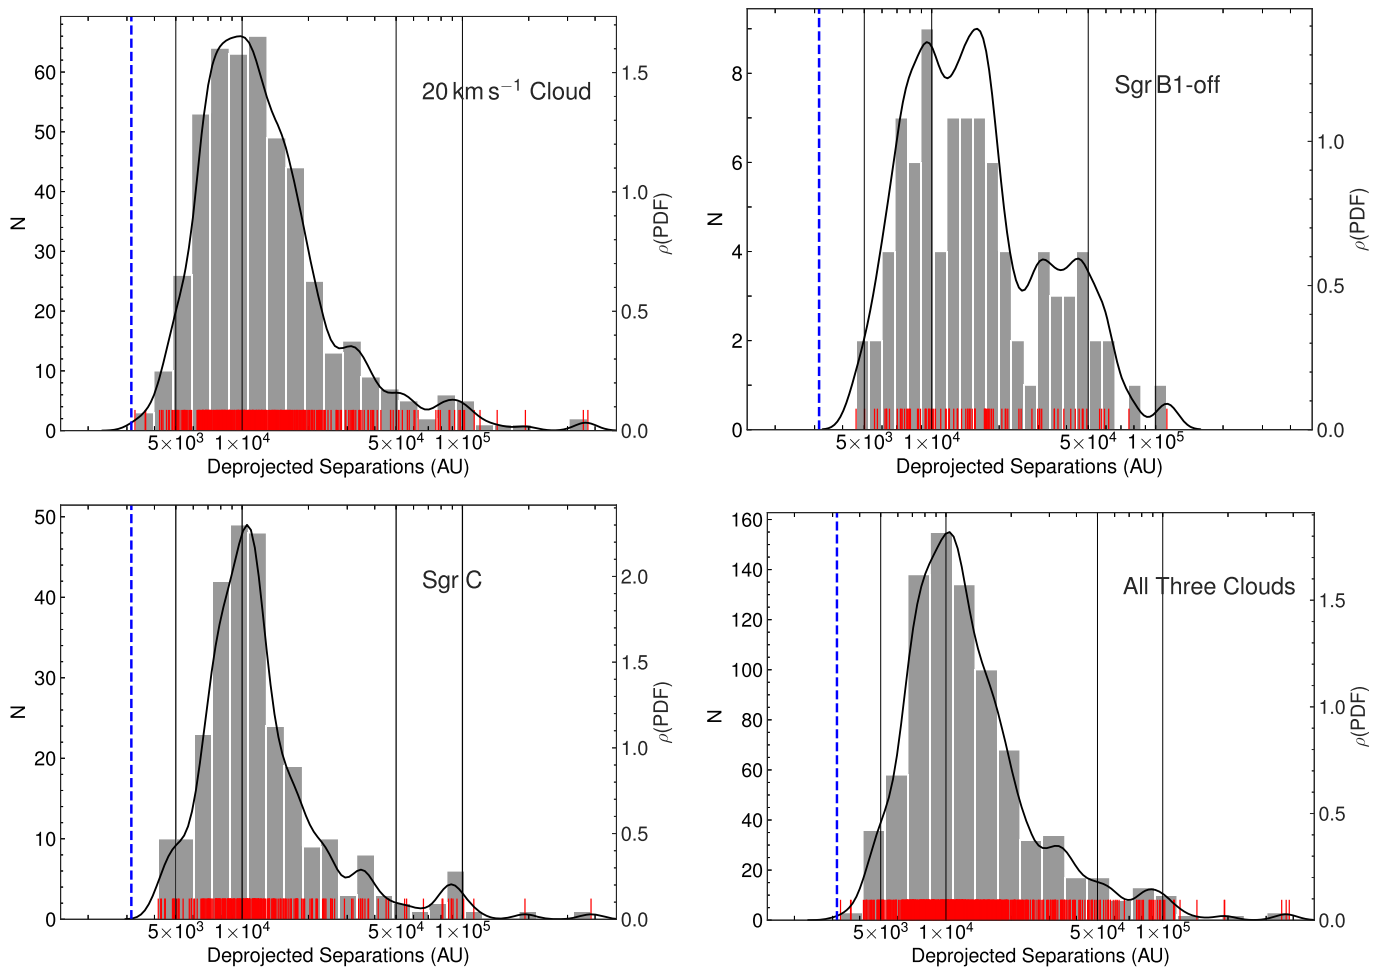 20 km s⁻¹ Cloud
N
60
50
40
30
20
10
0
1.5
1.0
0.5
0.0
ρ(PDF)
5×10³ 1×10⁴ 5×10⁴ 1×10⁵
Deprojected Separations (AU)
Sgr B1-off
N
8
6
4
2
0
1.0
0.5
0.0
ρ(PDF)
5×10³ 1×10⁴ 5×10⁴ 1×10⁵
Deprojected Separations (AU)
Sgr C
N
50
40
30
20
10
0
2.0
1.5
1.0
0.5
0.0
ρ(PDF)
5×10³ 1×10⁴ 5×10⁴ 1×10⁵
Deprojected Separations (AU)
All Three Clouds
N
160
140
120
100
80
60
40
20
0
1.5
1.0
0.5
0.0
ρ(PDF)
5×10³ 1×10⁴ 5×10⁴ 1×10⁵
Deprojected Separations (AU)